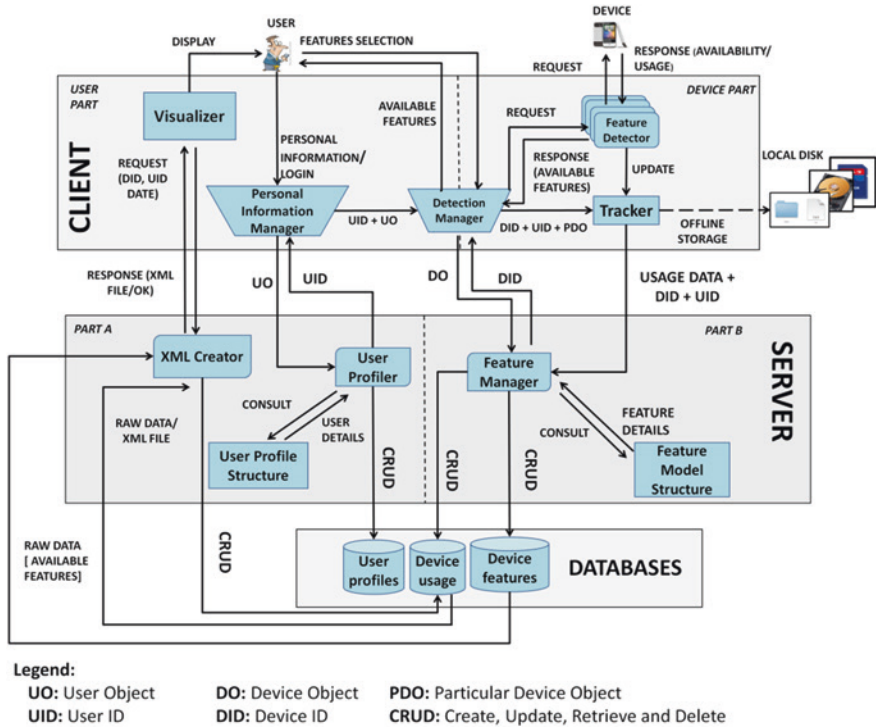 USER
DEVICE
DISPLAY
FEATURES SELECTION
RESPONSE (AVAILABILITY/
USAGE)
REQUEST
USER
PART
DEVICE PART
CLIENT
Visualizer
AVAILABLE
FEATURES
REQUEST
Feature
Detector
PERSONAL
INFORMATION/
LOGIN
REQUEST
(DID, UID
DATE)
RESPONSE
(AVAILABLE
FEATURES)
UPDATE
LOCAL DISK
Personal
Information
Manager
UID + UO
Detection
Manager
DID + UID + PDO
Tracker
OFFLINE
STORAGE
RESPONSE (XML
FILE/OK)
UO
UID
DO
DID
USAGE DATA +
DID + UID
PART A
PART B
SERVER
XML Creator
User
Profiler
Feature
Manager
RAW DATA/
XML FILE
CONSULT
USER
DETAILS
CONSULT
FEATURE
DETAILS
User Profile
Structure
Feature
Model
Structure
CRUD
CRUD
CRUD
RAW DATA
[ AVAILABLE
FEATURES]
CRUD
User
profiles
Device
usage
Device
features
DATABASES
Legend:
UO: User Object DO: Device Object PDO: Particular Device Object
UID: User ID DID: Device ID CRUD: Create, Update, Retrieve and Delete